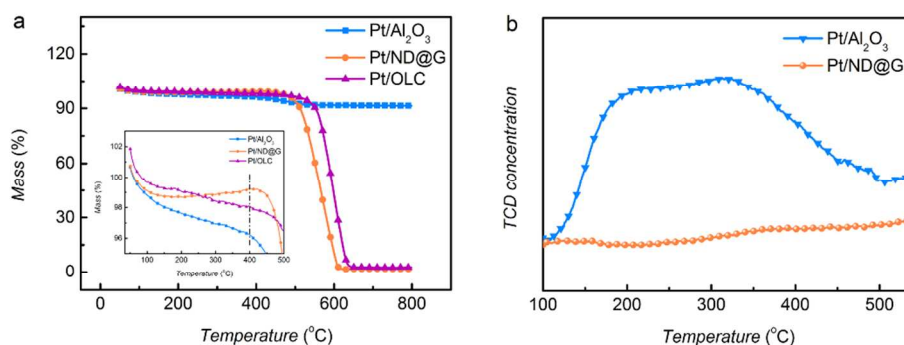 a
Pt/Al2O3
Pt/ND@G
Pt/OLC
Mass (%)
120
90
60
30
0
0
200
400
600
800
Temperature (°C)
Pt/Al2O3
Pt/ND@G
Pt/OLC
Mass (%)
102
100
98
96
100
200
300
400
500
Temperature (°C)
b
Pt/Al2O3
Pt/ND@G
TCD concentration
100
200
300
400
500
Temperature (°C)